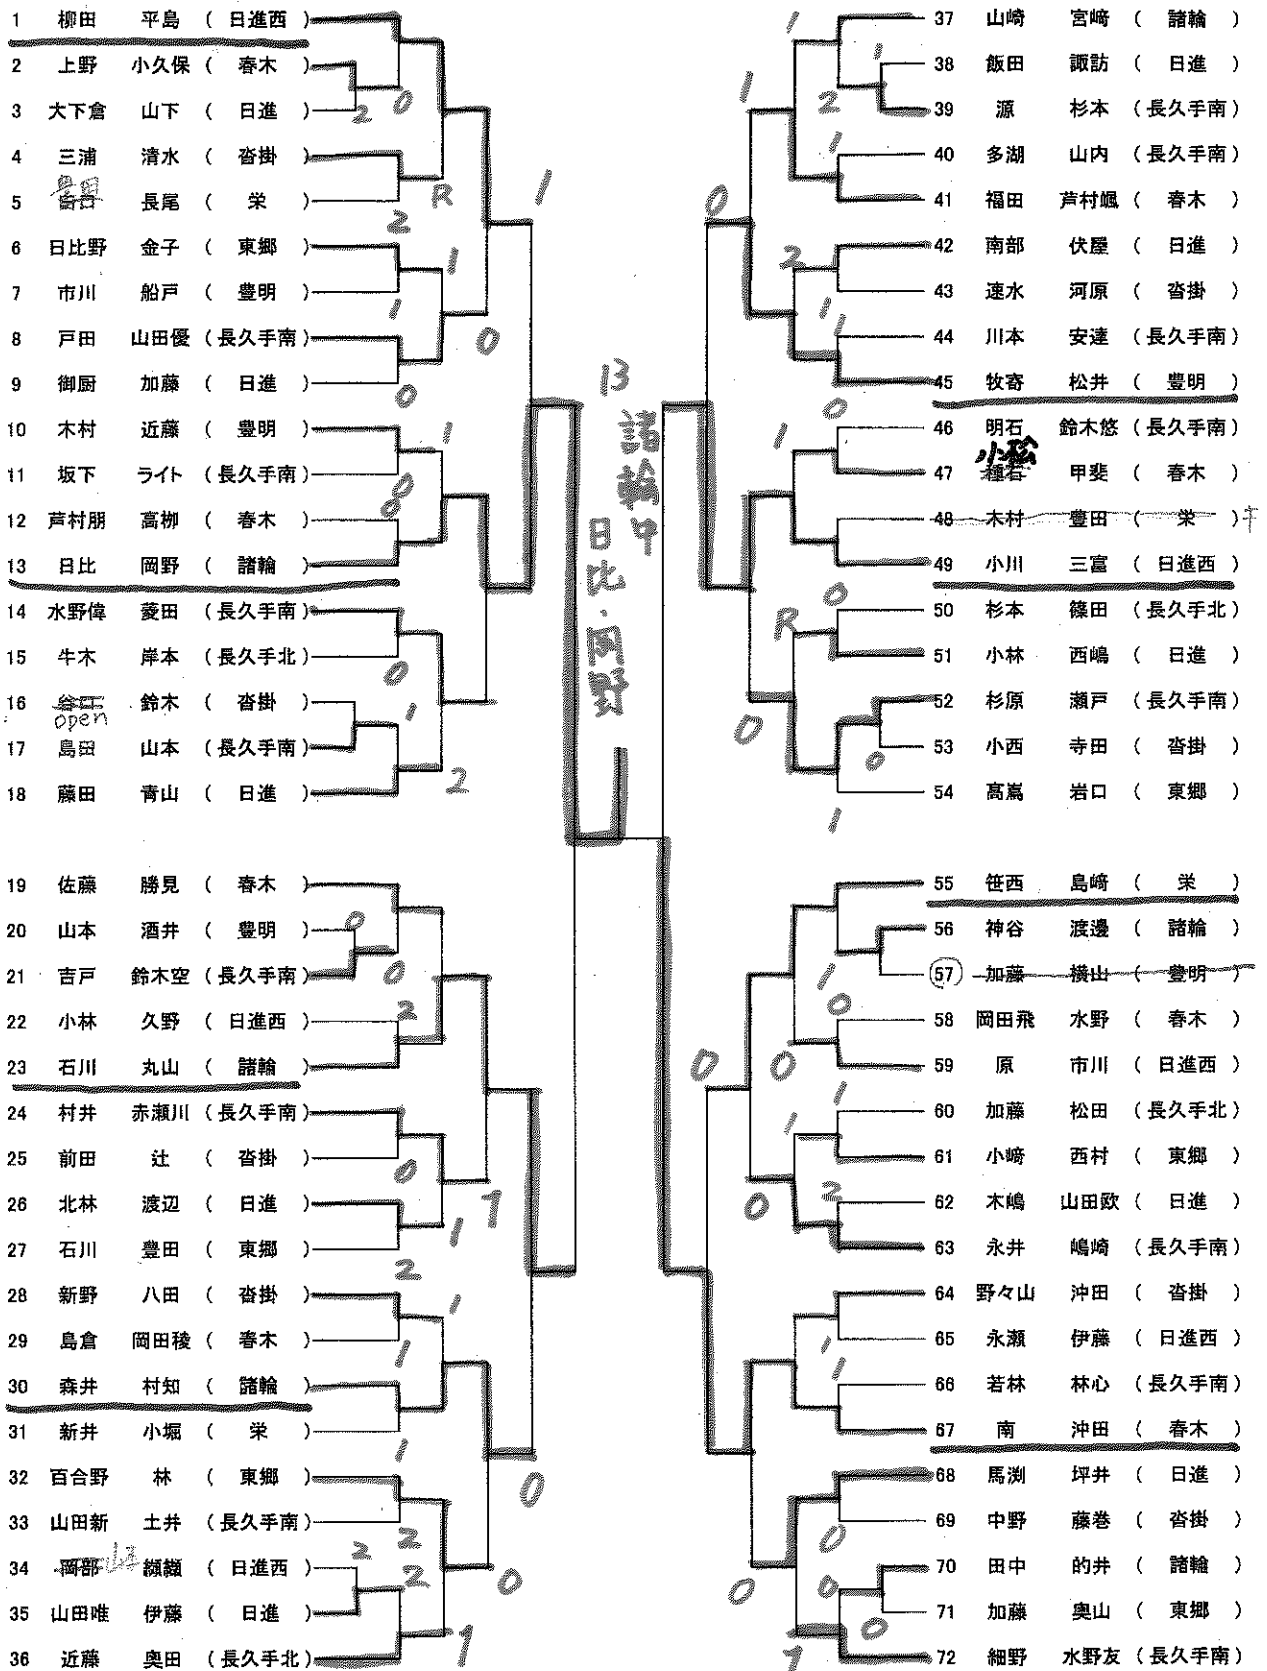 1 柳田 平島 ( 日進西 )
2 上野 小久保 ( 春木 )
3 大下倉 山下 ( 日進 )
4 三浦 清水 ( 沓掛 )
5 長尾 ( 栄 )
6 日比野 金子 ( 東郷 )
7 市川 船戸 ( 豊明 )
8 戸田 山田優 ( 長久手南 )
9 御厨 加藤 ( 日進 )
10 木村 近藤 ( 豊明 )
11 坂下 ライト ( 長久手南 )
12 芦村朋 高柳 ( 春木 )
13 日比 岡野 ( 諸輪 )
14 水野偉 菱田 ( 長久手南 )
15 牛木 岸本 ( 長久手北 )
16 鈴木 ( 沓掛 )
open
17 島田 山本 ( 長久手南 )
18 藤田 青山 ( 日進 )
19 佐藤 勝見 ( 春木 )
20 山本 酒井 ( 豊明 )
21 吉戸 鈴木空 ( 長久手南 )
22 小林 久野 ( 日進西 )
23 石川 丸山 ( 諸輪 )
24 村井 赤瀬川 ( 長久手南 )
25 前田 辻 ( 沓掛 )
26 北林 渡辺 ( 日進 )
27 石川 豊田 ( 東郷 )
28 新野 八田 ( 沓掛 )
29 島倉 岡田稜 ( 春木 )
30 森井 村知 ( 諸輪 )
31 新井 小堀 ( 栄 )
32 百合野 林 ( 東郷 )
33 山田新 土井 ( 長久手南 )
34 岡部 纐纈 ( 日進西 )
35 山田唯 伊藤 ( 日進 )
36 近藤 奥田 ( 長久手北 )
13
諸輪中
日比・岡野
37 山崎 宮崎 ( 諸輪 )
38 飯田 諏訪 ( 日進 )
39 源 杉本 ( 長久手南 )
40 多湖 山内 ( 長久手南 )
41 福田 芦村颯 ( 春木 )
42 南部 伏屋 ( 日進 )
43 速水 河原 ( 沓掛 )
44 川本 安達 ( 長久手南 )
45 牧寄 松井 ( 豊明 )
46 明石 鈴木悠 ( 長久手南 )
小松
47 甲斐 ( 春木 )
48 木村 豊田 ( 栄 )
49 小川 三富 ( 日進西 )
50 杉本 篠田 ( 長久手北 )
51 小林 西嶋 ( 日進 )
52 杉原 瀬戸 ( 長久手南 )
53 小西 寺田 ( 沓掛 )
54 髙嶌 岩口 ( 東郷 )
55 笹西 島﨑 ( 栄 )
56 神谷 渡邊 ( 諸輪 )
57 加藤 横山 ( 豊明 )
58 岡田飛 水野 ( 春木 )
59 原 市川 ( 日進西 )
60 加藤 松田 ( 長久手北 )
61 小﨑 西村 ( 東郷 )
62 木嶋 山田欧 ( 日進 )
63 永井 嶋崎 ( 長久手南 )
64 野々山 沖田 ( 沓掛 )
65 永瀬 伊藤 ( 日進西 )
66 若林 林心 ( 長久手南 )
67 南 沖田 ( 春木 )
68 馬渕 坪井 ( 日進 )
69 中野 藤巻 ( 沓掛 )
70 田中 的井 ( 諸輪 )
71 加藤 奥山 ( 東郷 )
72 細野 水野友 ( 長久手南 )